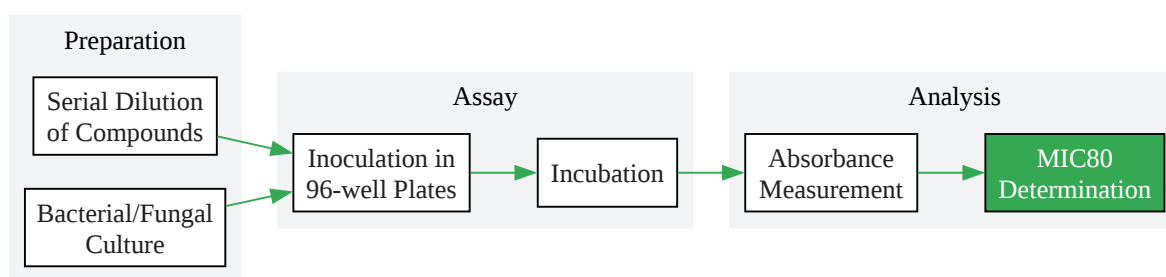 Preparation
Serial Dilution
of Compounds
Bacterial/Fungal
Culture
Assay
Inoculation in
96-well Plates
Incubation
Analysis
Absorbance
Measurement
MIC80
Determination